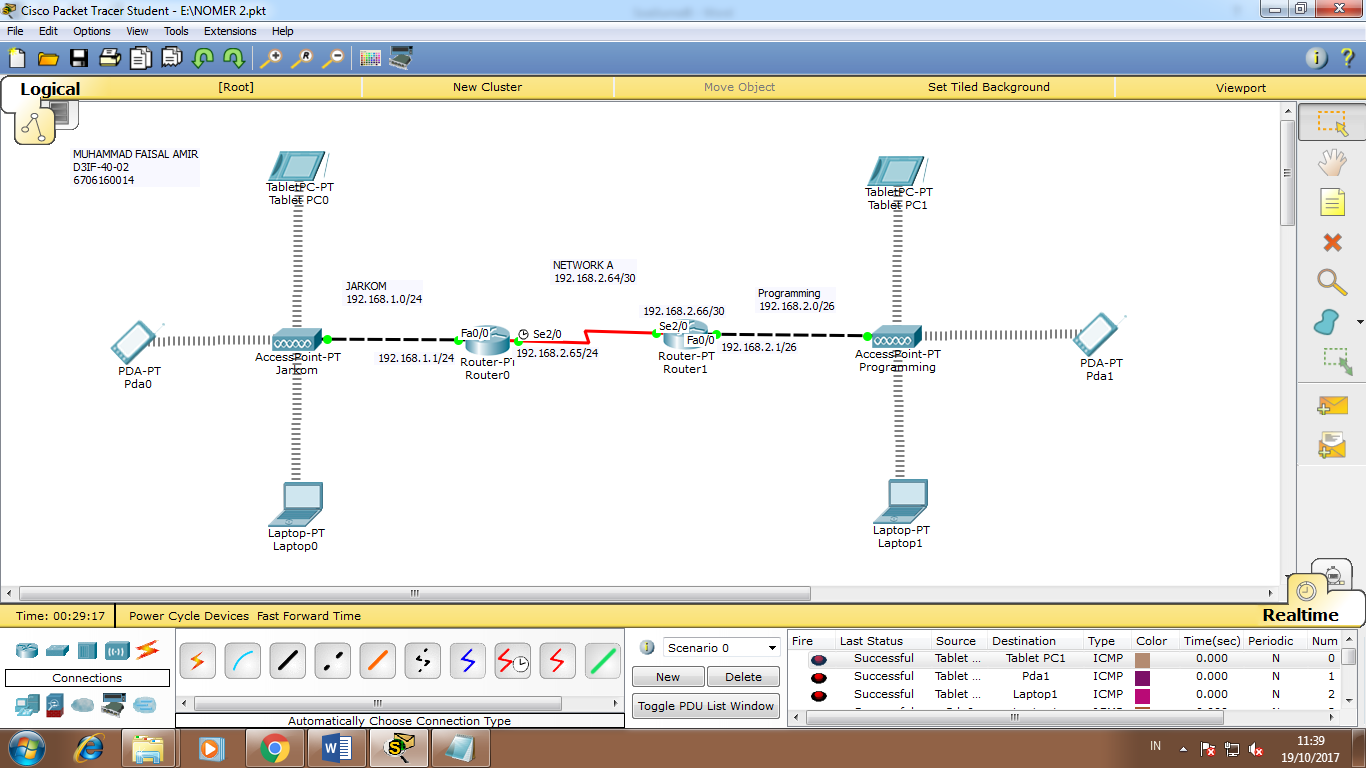 Cisco Packet Tracer Student - E:\NOMER 2.pkt
File Edit Options View Tools Extensions Help
Logical
[Root]
New Cluster
Move Object
Set Tiled Background
Viewport
MUHAMMAD FAISAL AMIR
D3IF-40-02
6706160014
TabletPC-PT
Tablet PC0
TabletPC-PT
Tablet PC1
NETWORK A
192.168.2.64/30
JARKOM
192.168.1.0/24
Programming
192.168.2.0/26
192.168.2.66/30
Fa0/0
Se2/0
Se2/0
Fa0/0
192.168.1.1/24
192.168.2.65/24
192.168.2.1/26
AccessPoint-PT
Jarkom
Router-PT
Router0
Router-PT
Router1
AccessPoint-PT
Programming
PDA-PT
Pda0
PDA-PT
Pda1
Laptop-PT
Laptop0
Laptop-PT
Laptop1
Time: 00:29:17
Power Cycle Devices Fast Forward Time
Realtime
Connections
Automatically Choose Connection Type
Scenario 0
New
Delete
Toggle PDU List Window
Fire Last Status Source Destination Type Color Time(sec) Periodic Num
Successful Tablet ... Tablet PC1 ICMP 0.000 N 0
Successful Tablet ... Pda1 ICMP 0.000 N 1
Successful Tablet ... Laptop1 ICMP 0.000 N 2
IN
11:39
19/10/2017